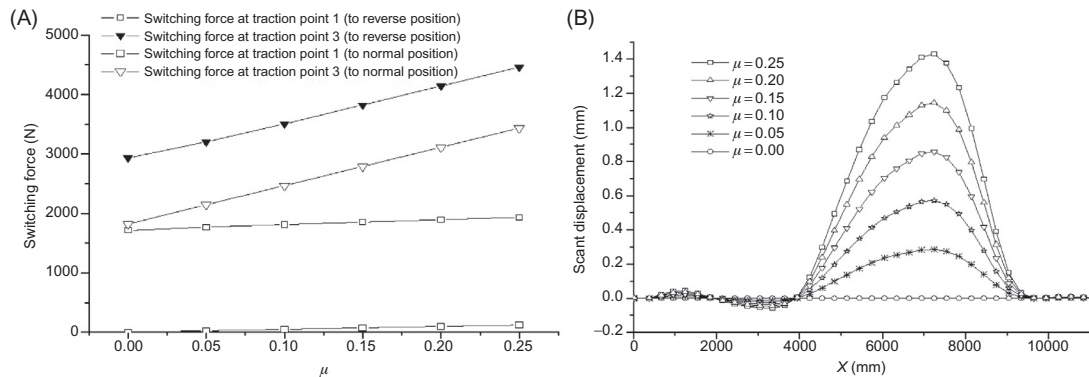 (A)
Switching force at traction point 1 (to reverse position)
Switching force at traction point 3 (to reverse position)
Switching force at traction point 1 (to normal position)
Switching force at traction point 3 (to normal position)
5000
4000
3000
2000
1000
0
Switching force (N)
0.00 0.05 0.10 0.15 0.20 0.25
μ
(B)
1.4
1.2
1.0
0.8
0.6
0.4
0.2
0.0
−0.2
Scant displacement (mm)
μ = 0.25
μ = 0.20
μ = 0.15
μ = 0.10
μ = 0.05
μ = 0.00
0 2000 4000 6000 8000 10000
X (mm)